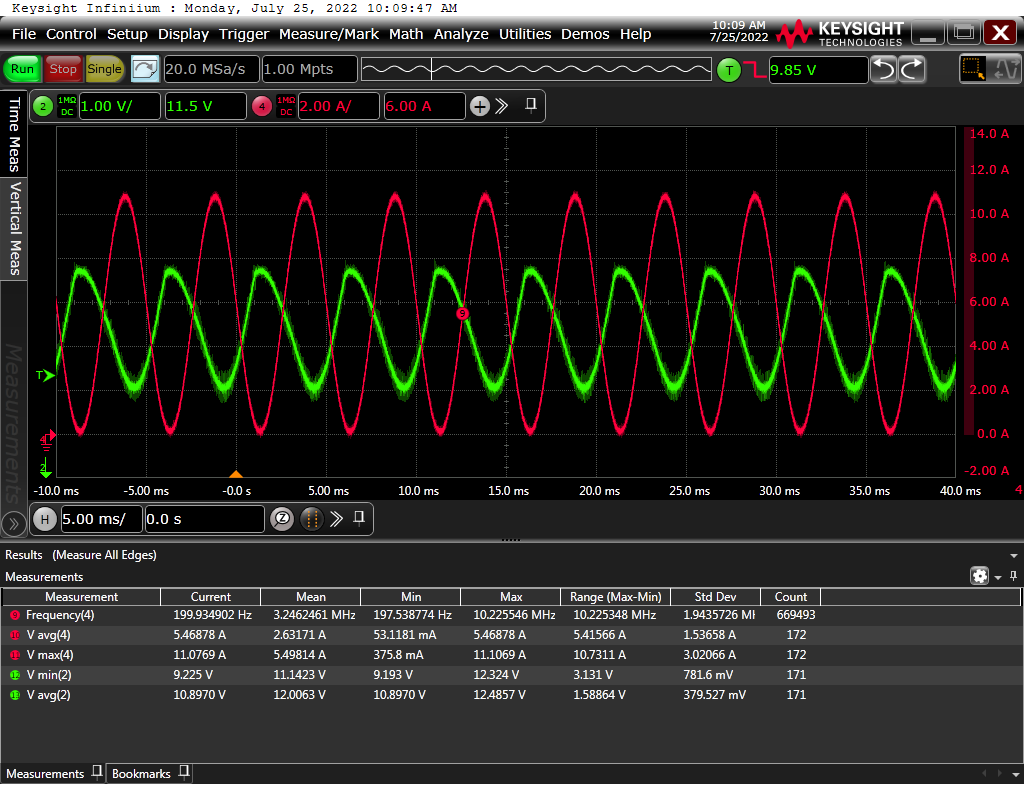 Keysight Infiniium : Monday, July 25, 2022 10:09:47 AM
File Control Setup Display Trigger Measure/Mark Math Analyze Utilities Demos Help
10:09 AM
7/25/2022
KEYSIGHT
TECHNOLOGIES
X
Run Stop Single 20.0 MSa/s 1.00 Mpts T 9.85 V
2 1MΩ DC 1.00 V/ 11.5 V 4 1MΩ DC 2.00 A/ 6.00 A
Time Meas
Vertical Meas
Measurements
14.0 A
12.0 A
10.0 A
8.00 A
6.00 A
4.00 A
2.00 A
0.0 A
-2.00 A
9
T
4
2
-10.0 ms -5.00 ms -0.0 s 5.00 ms 10.0 ms 15.0 ms 20.0 ms 25.0 ms 30.0 ms 35.0 ms 40.0 ms 4
H 5.00 ms/ 0.0 s Z
Results (Measure All Edges)
Measurements
Measurement Current Mean Min Max Range (Max-Min) Std Dev Count
9 Frequency(4) 199.934902 Hz 3.2462461 MHz 197.538774 Hz 10.225546 MHz 10.225348 MHz 1.9435726 MH 669493
10 V avg(4) 5.46878 A 2.63171 A 53.1181 mA 5.46878 A 5.41566 A 1.53658 A 172
11 V max(4) 11.0769 A 5.49814 A 375.8 mA 11.1069 A 10.7311 A 3.02066 A 172
12 V min(2) 9.225 V 11.1423 V 9.193 V 12.324 V 3.131 V 781.6 mV 171
13 V avg(2) 10.8970 V 12.0063 V 10.8970 V 12.4857 V 1.58864 V 379.527 mV 171
Measurements Bookmarks